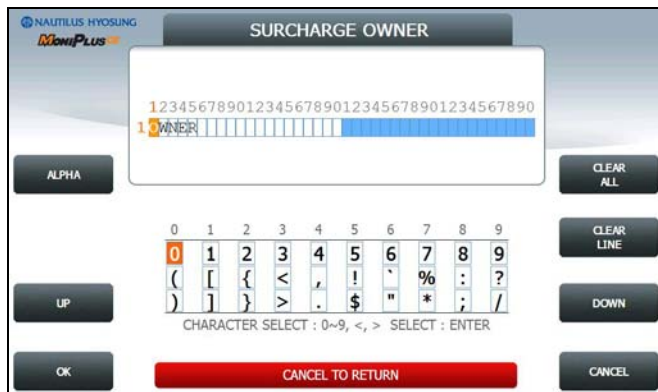 NAUTILUS HYOSUNG
MoniPlus CE
SURCHARGE OWNER
1234567890123456789012345678901234567890
1 OWNER
ALPHA
CLEAR ALL
0 1 2 3 4 5 6 7 8 9
0 1 2 3 4 5 6 7 8 9
( [ { < , ! ` % : ?
) ] } > . $ " * ; /
CLEAR LINE
UP
DOWN
CHARACTER SELECT : 0~9, <, > SELECT : ENTER
OK
CANCEL TO RETURN
CANCEL